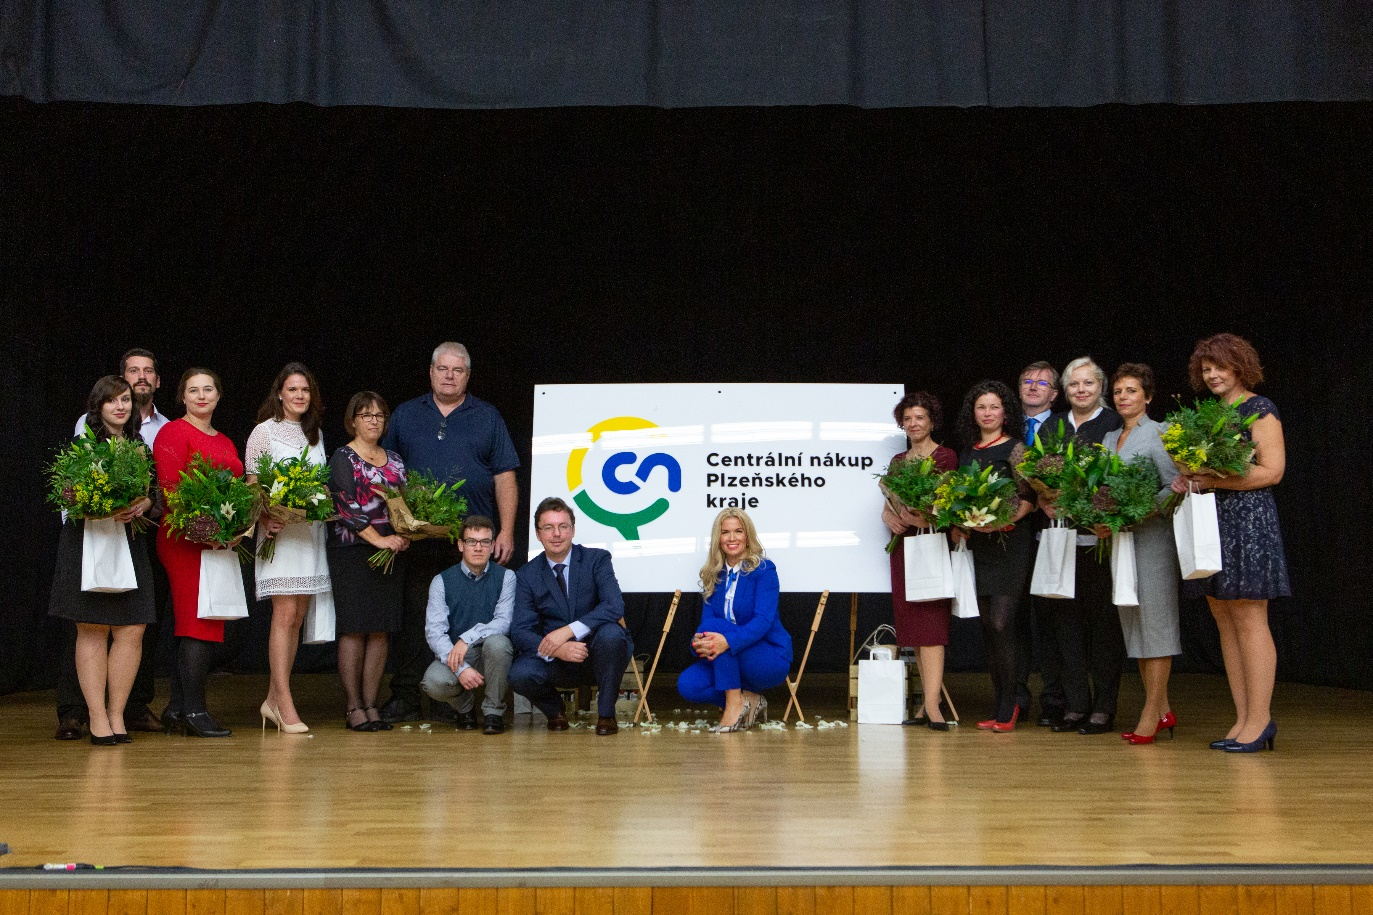 cn
Centrální nákup
Plzeňského
kraje